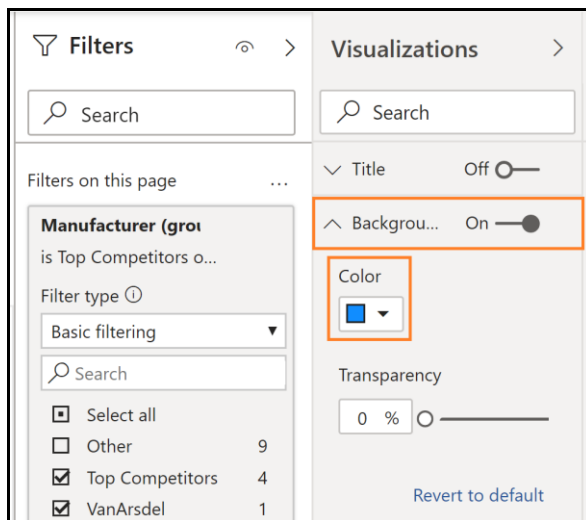 Filters
Search
Filters on this page
...
Manufacturer (grou
is Top Competitors o...
Filter type
Basic filtering
Search
Select all
Other 9
Top Competitors 4
VanArsdel 1
Visualizations
Search
Title Off
Backgrou... On
Color
Transparency
0 %
Revert to default